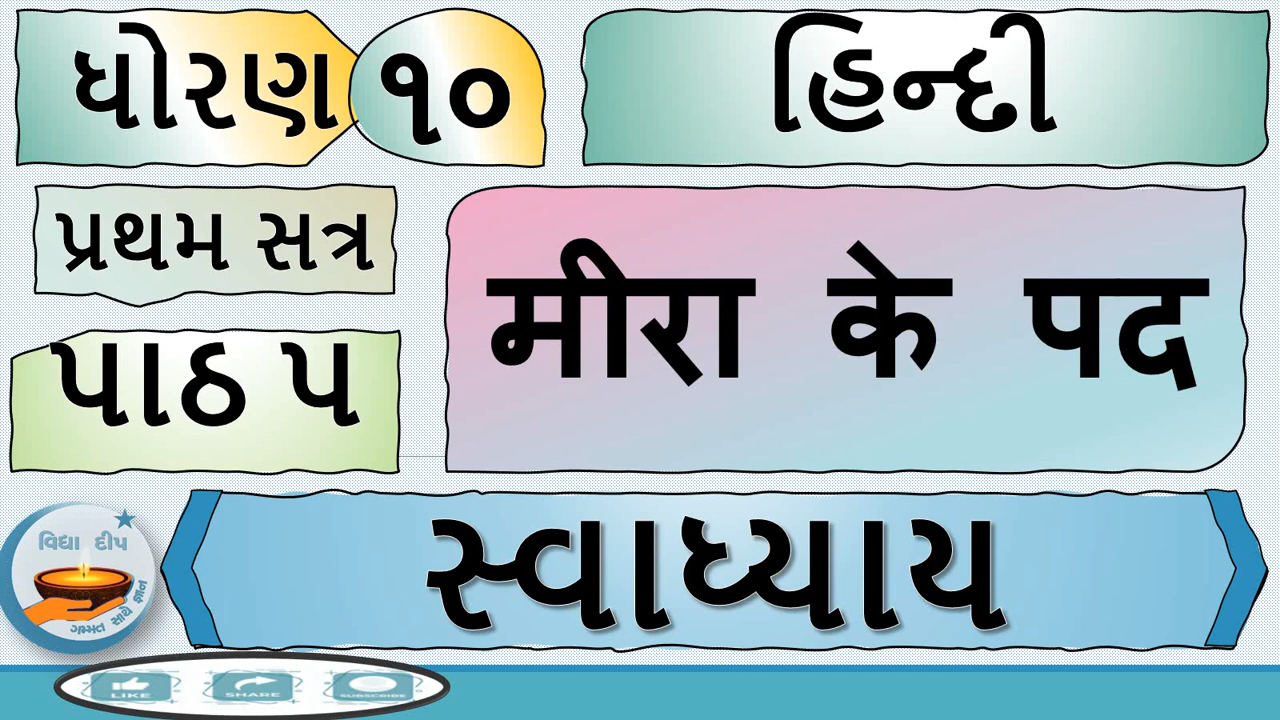 ધોરણ ૧૦
હિન્દી
પ્રથમ સત્ર
પાઠ ૫
मीरा के पद
સ્વાધ્યાય
વિદ્યા દીપ
ગમ્મત સાથે જ્ઞાન
LIKE
SHARE
SUBSCRIBE